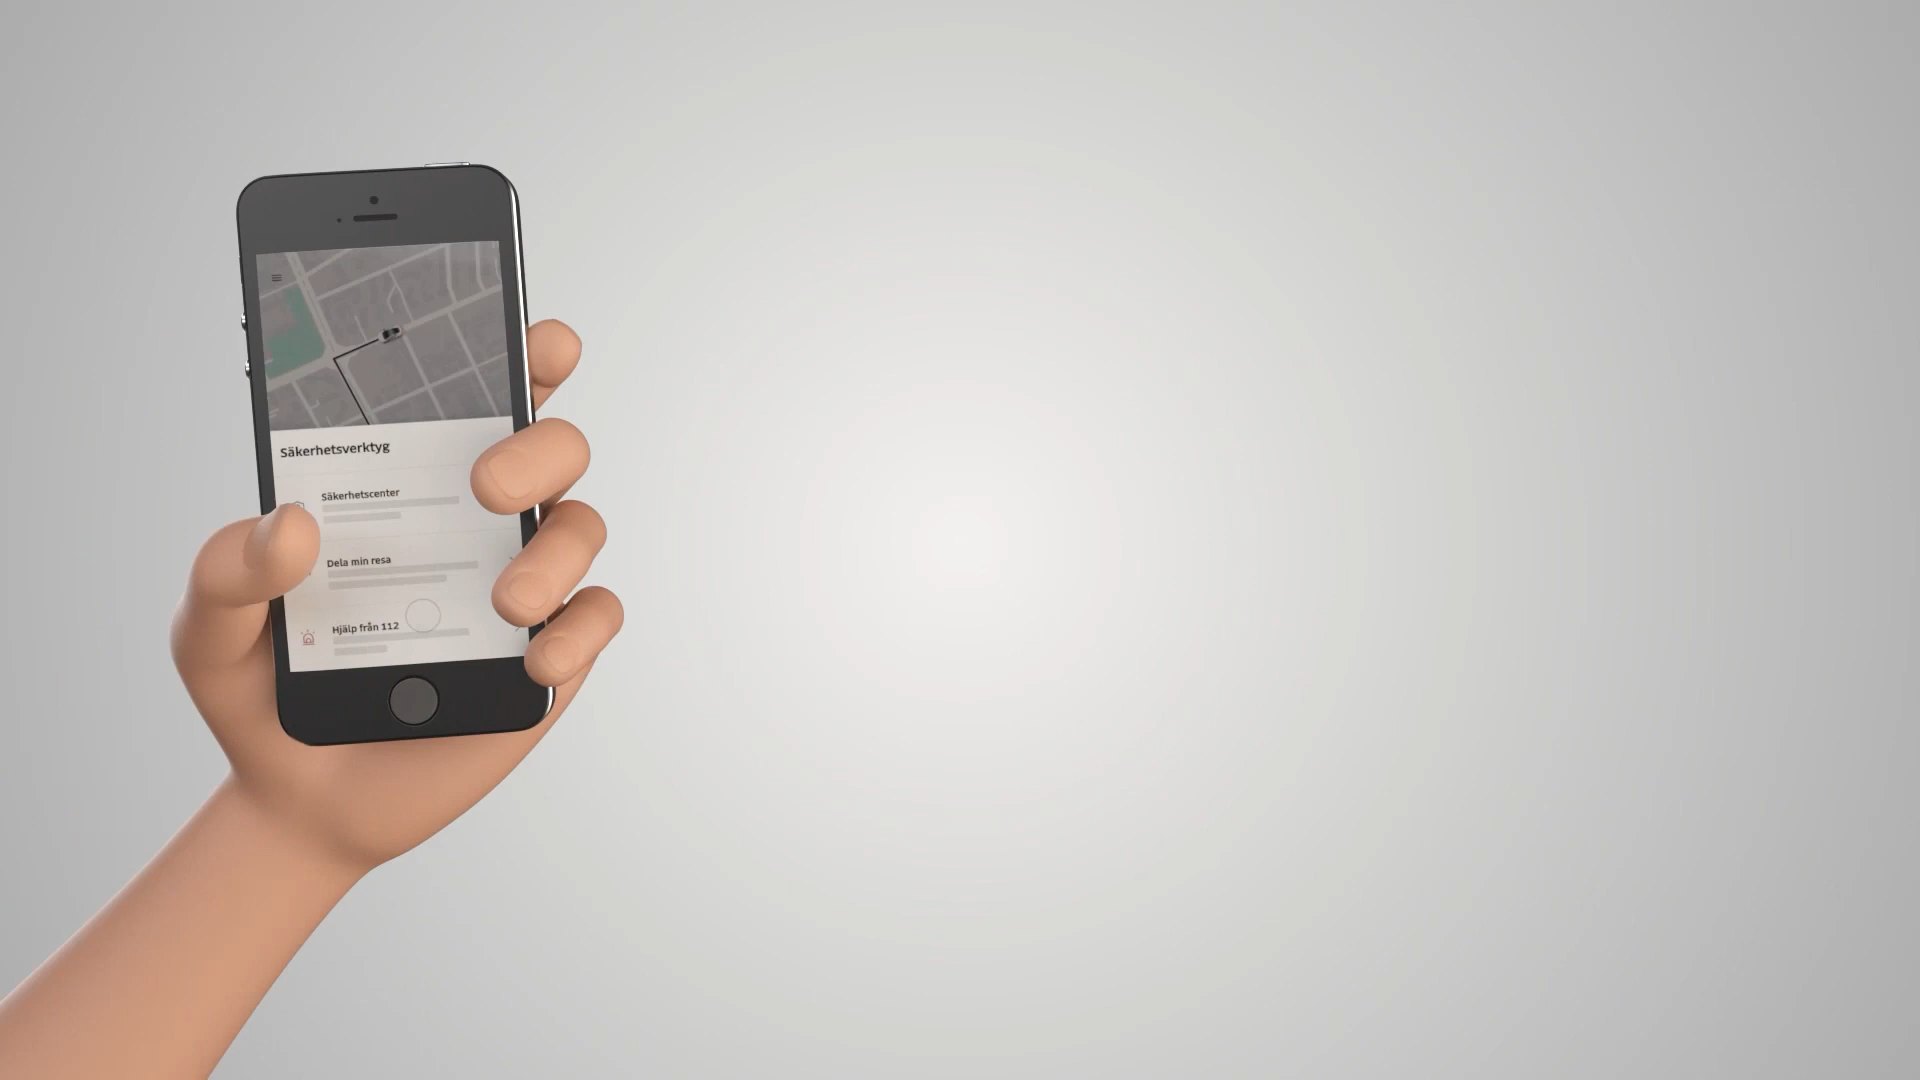 Säkerhetsverktyg
Säkerhetscenter
Dela min resa
Hjälp från 112